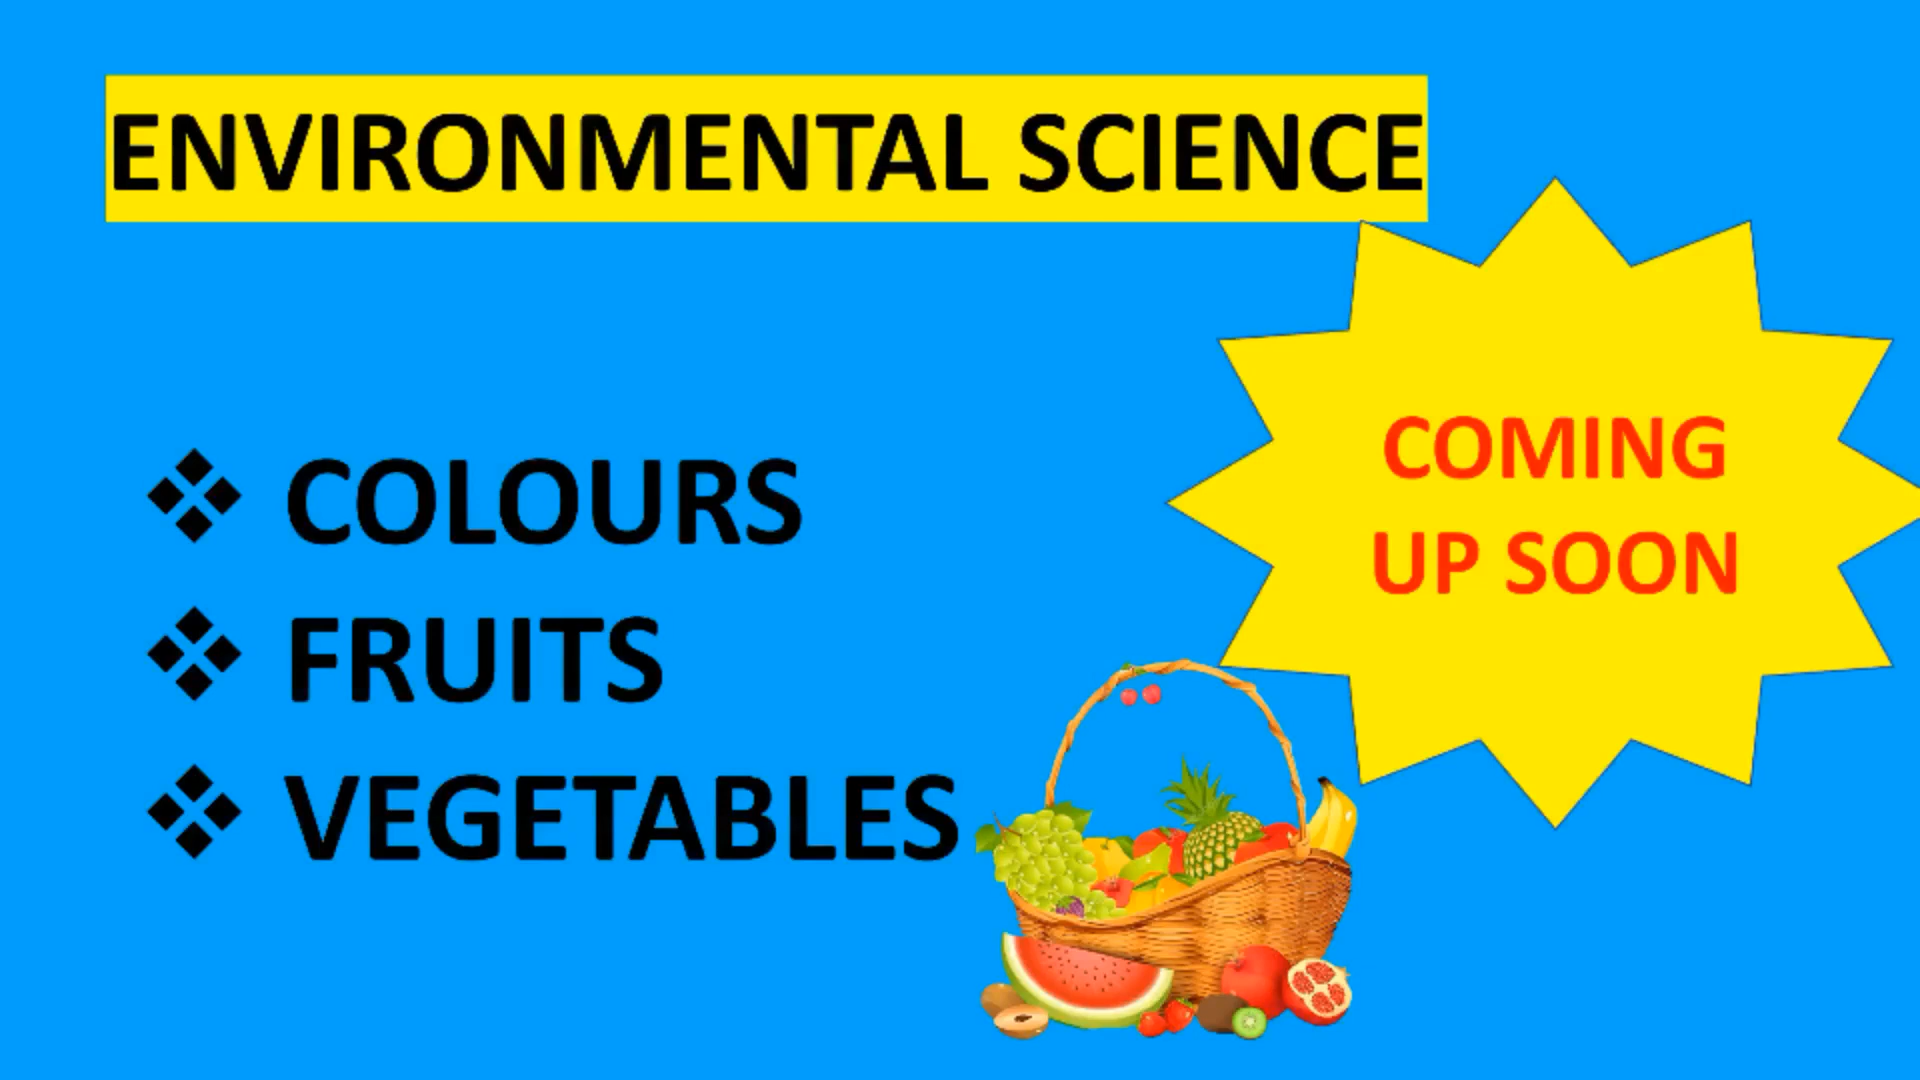 ENVIRONMENTAL SCIENCE
❖ COLOURS
❖ FRUITS
❖ VEGETABLES
COMING
UP SOON